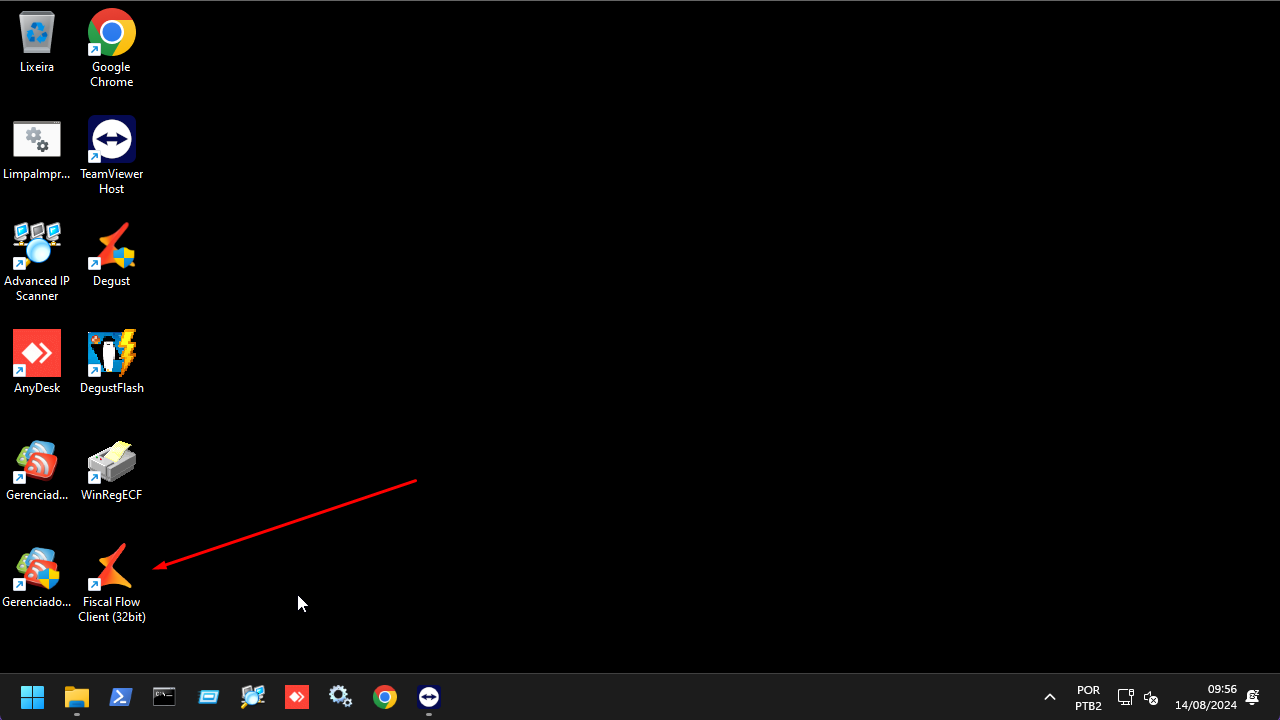 Lixeira
Google
Chrome
LimpaImpr...
TeamViewer
Host
Advanced IP
Scanner
Degust
AnyDesk
DegustFlash
Gerenciad...
WinRegECF
Gerenciado...
Fiscal Flow
Client (32bit)
POR
PTB2
09:56
14/08/2024